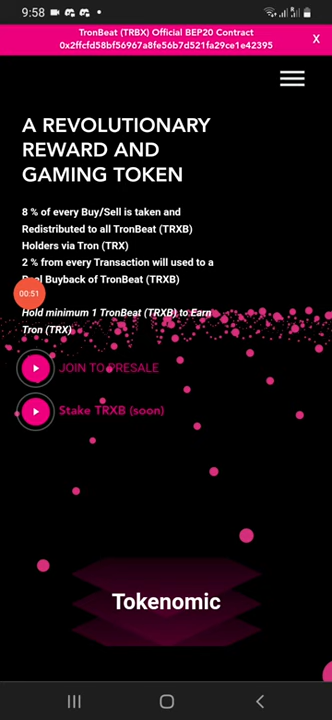 9:58
TronBeat (TRBX) Official BEP20 Contract
0x2ffcfd58bf56967a8fe56b7d521fa29ce1e42395
X
A REVOLUTIONARY
REWARD AND
GAMING TOKEN
8 % of every Buy/Sell is taken and
Redistributed to all TronBeat (TRXB)
Holders via Tron (TRX)
2 % from every Transaction will used to a
Buyback of TronBeat (TRXB)
00:51
Hold minimum 1 TronBeat (TRXB) to Earn
Tron (TRX)
JOIN TO PRESALE
Stake TRXB (soon)
Tokenomic